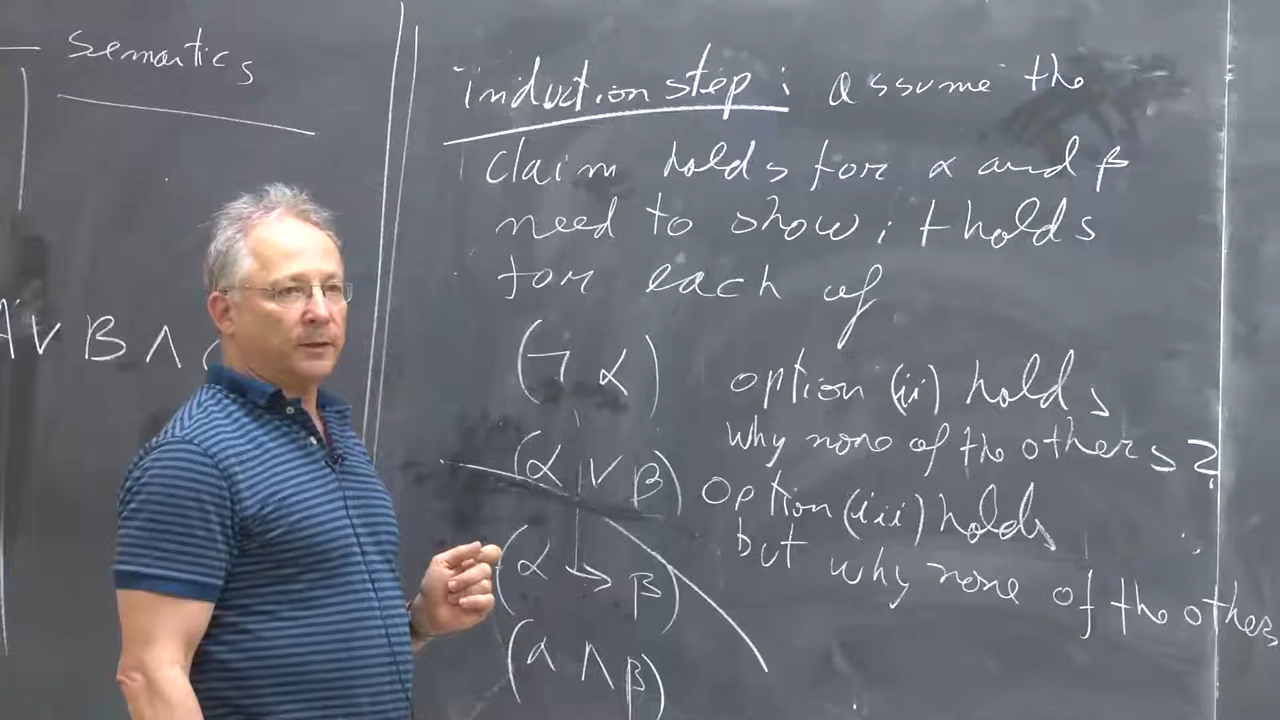 semantics
A V B Λ
induction step: assume the
claim holds for α and β
need to show it holds
for each of
(¬ α) option (ii) holds
why none of the others?
(α ∨ β) option (iii) holds
but why none of the others
(α → β)
(α ∧ β)